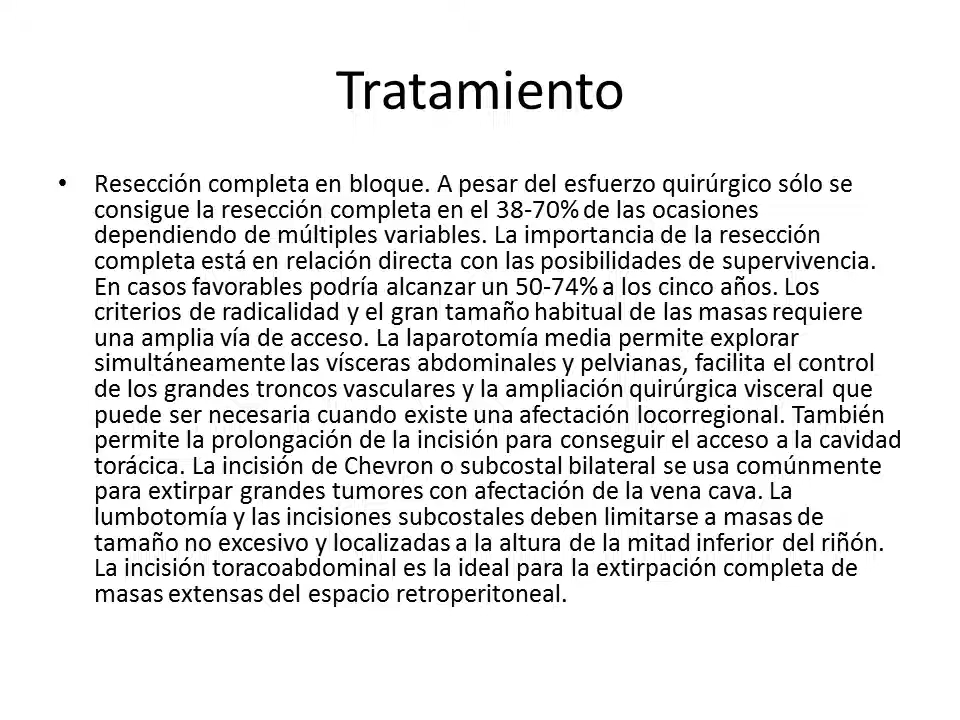 Tratamiento
• Resección completa en bloque. A pesar del esfuerzo quirúrgico sólo se
consigue la resección completa en el 38-70% de las ocasiones
dependiendo de múltiples variables. La importancia de la resección
completa está en relación directa con las posibilidades de supervivencia.
En casos favorables podría alcanzar un 50-74% a los cinco años. Los
criterios de radicalidad y el gran tamaño habitual de las masas requiere
una amplia vía de acceso. La laparotomía media permite explorar
simultáneamente las vísceras abdominales y pelvianas, facilita el control
de los grandes troncos vasculares y la ampliación quirúrgica visceral que
puede ser necesaria cuando existe una afectación locorregional. También
permite la prolongación de la incisión para conseguir el acceso a la cavidad
torácica. La incisión de Chevron o subcostal bilateral se usa comúnmente
para extirpar grandes tumores con afectación de la vena cava. La
lumbotomía y las incisiones subcostales deben limitarse a masas de
tamaño no excesivo y localizadas a la altura de la mitad inferior del riñón.
La incisión toracoabdominal es la ideal para la extirpación completa de
masas extensas del espacio retroperitoneal.